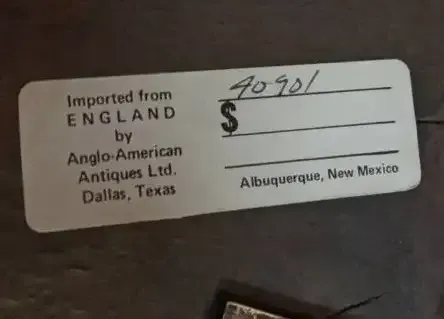 Imported from
ENGLAND
by
Anglo-American
Antiques Ltd.
Dallas, Texas
40901
$
Albuquerque, New Mexico